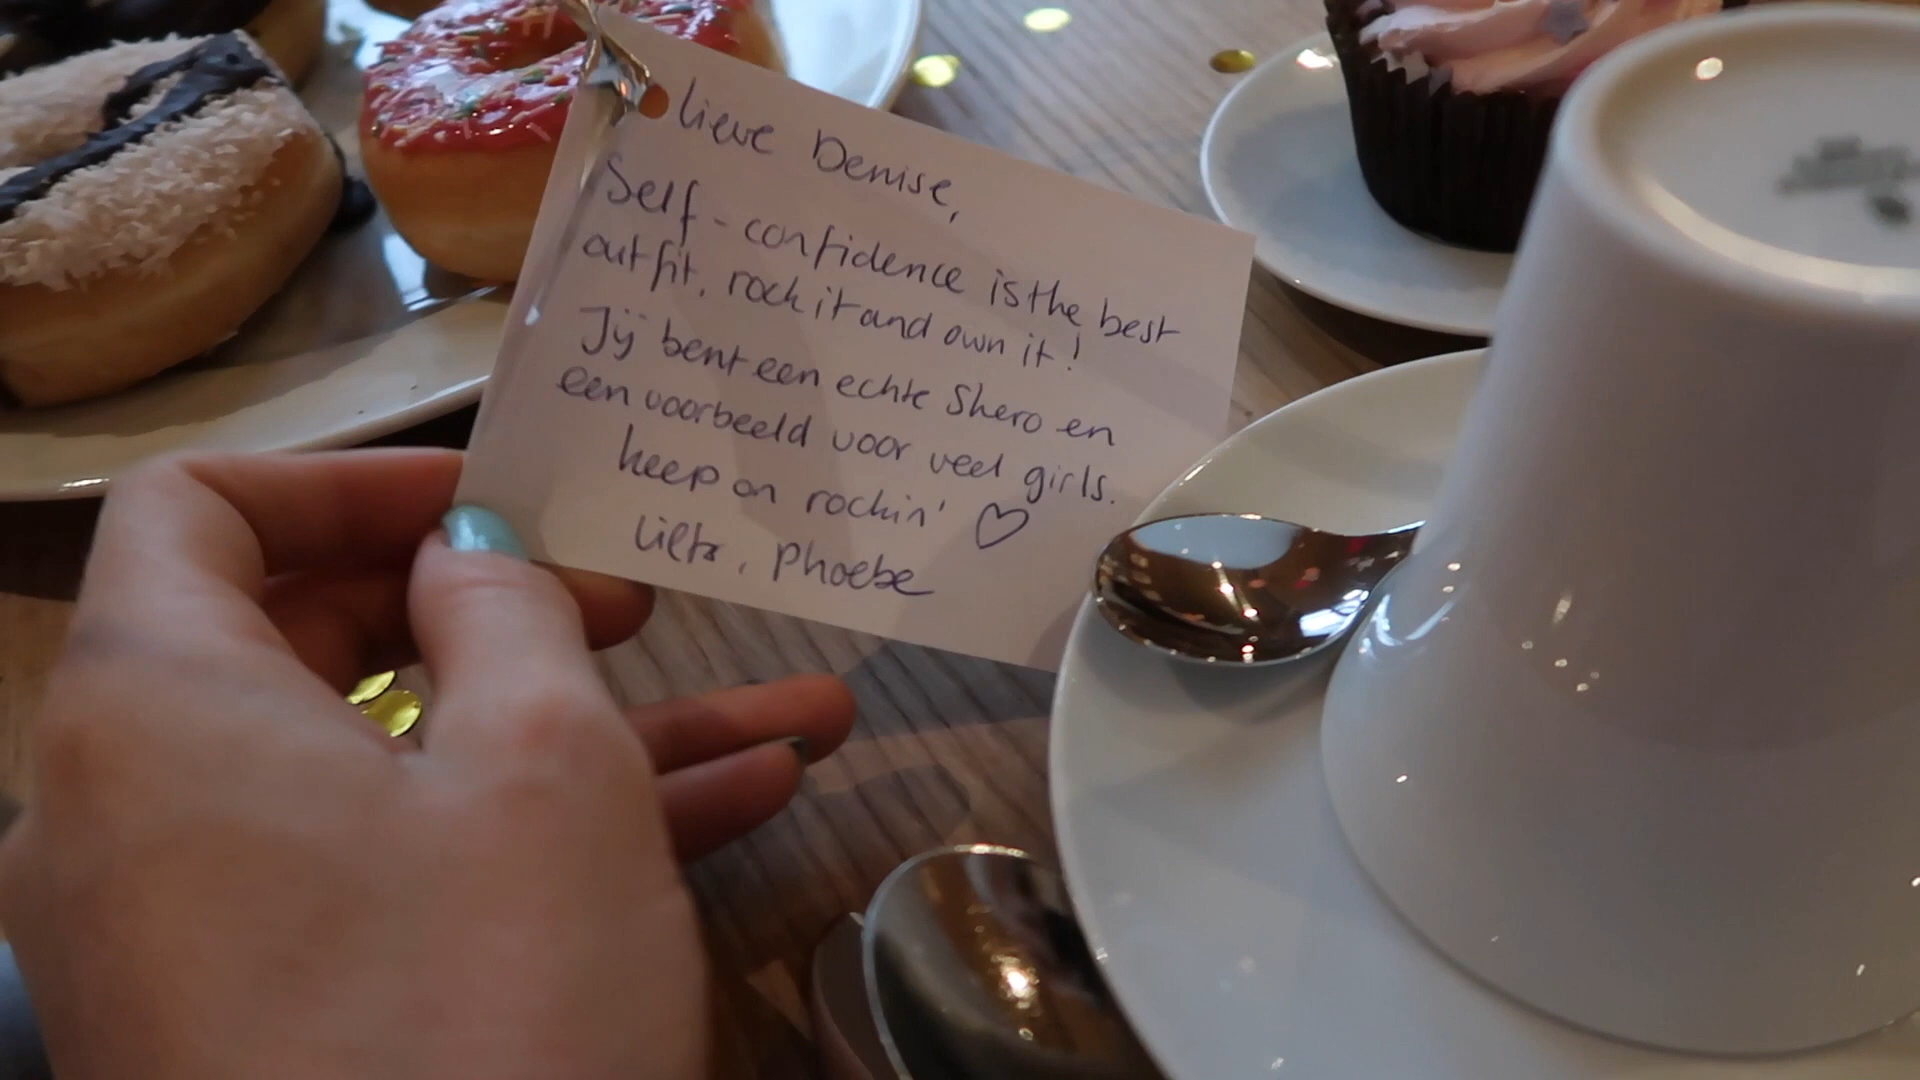 Lieve Denise,
Self-confidence is the best
outfit, rock it and own it!
Jij bent een echte Shero en
een voorbeeld voor veel girls.
keep on rockin' ♡
Liefs, Phoebe